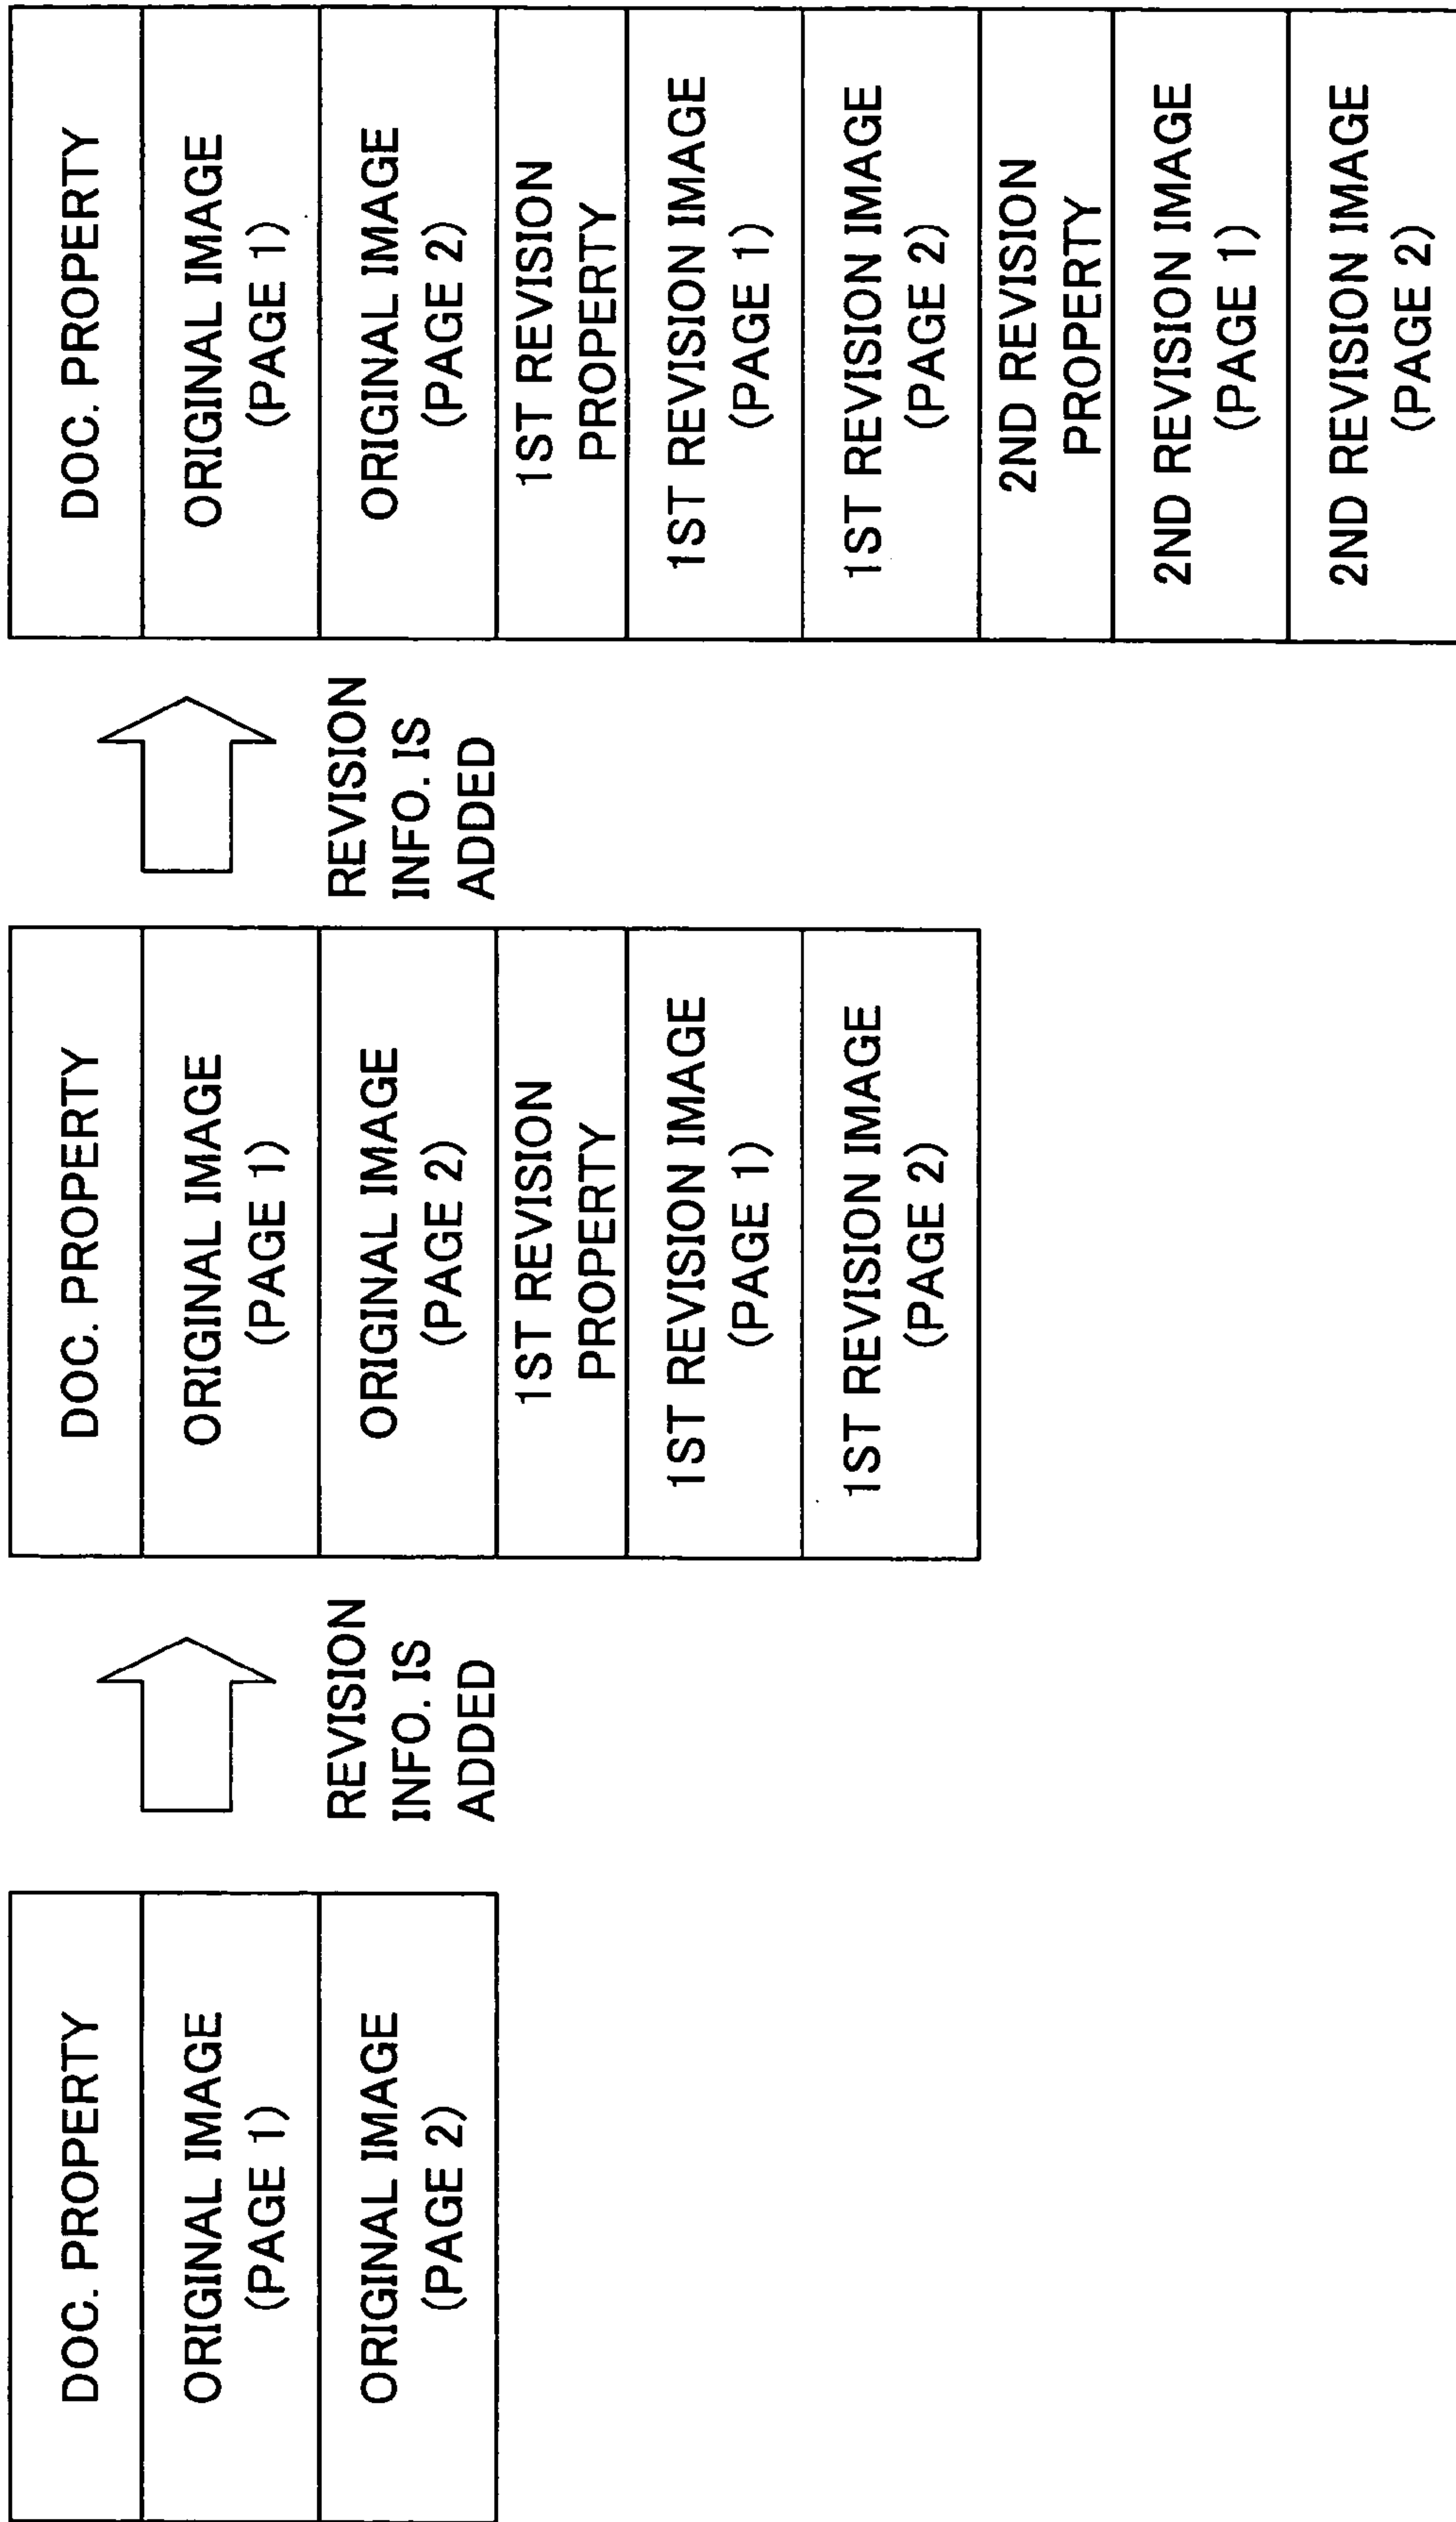 DOC. PROPERTY
ORIGINAL IMAGE
(PAGE 1)
ORIGINAL IMAGE
(PAGE 2)
REVISION
INFO. IS
ADDED
DOC. PROPERTY
ORIGINAL IMAGE
(PAGE 1)
ORIGINAL IMAGE
(PAGE 2)
1ST REVISION
PROPERTY
1ST REVISION IMAGE
(PAGE 1)
1ST REVISION IMAGE
(PAGE 2)
REVISION
INFO. IS
ADDED
DOC. PROPERTY
ORIGINAL IMAGE
(PAGE 1)
ORIGINAL IMAGE
(PAGE 2)
1ST REVISION
PROPERTY
1ST REVISION IMAGE
(PAGE 1)
1ST REVISION IMAGE
(PAGE 2)
2ND REVISION
PROPERTY
2ND REVISION IMAGE
(PAGE 1)
2ND REVISION IMAGE
(PAGE 2)